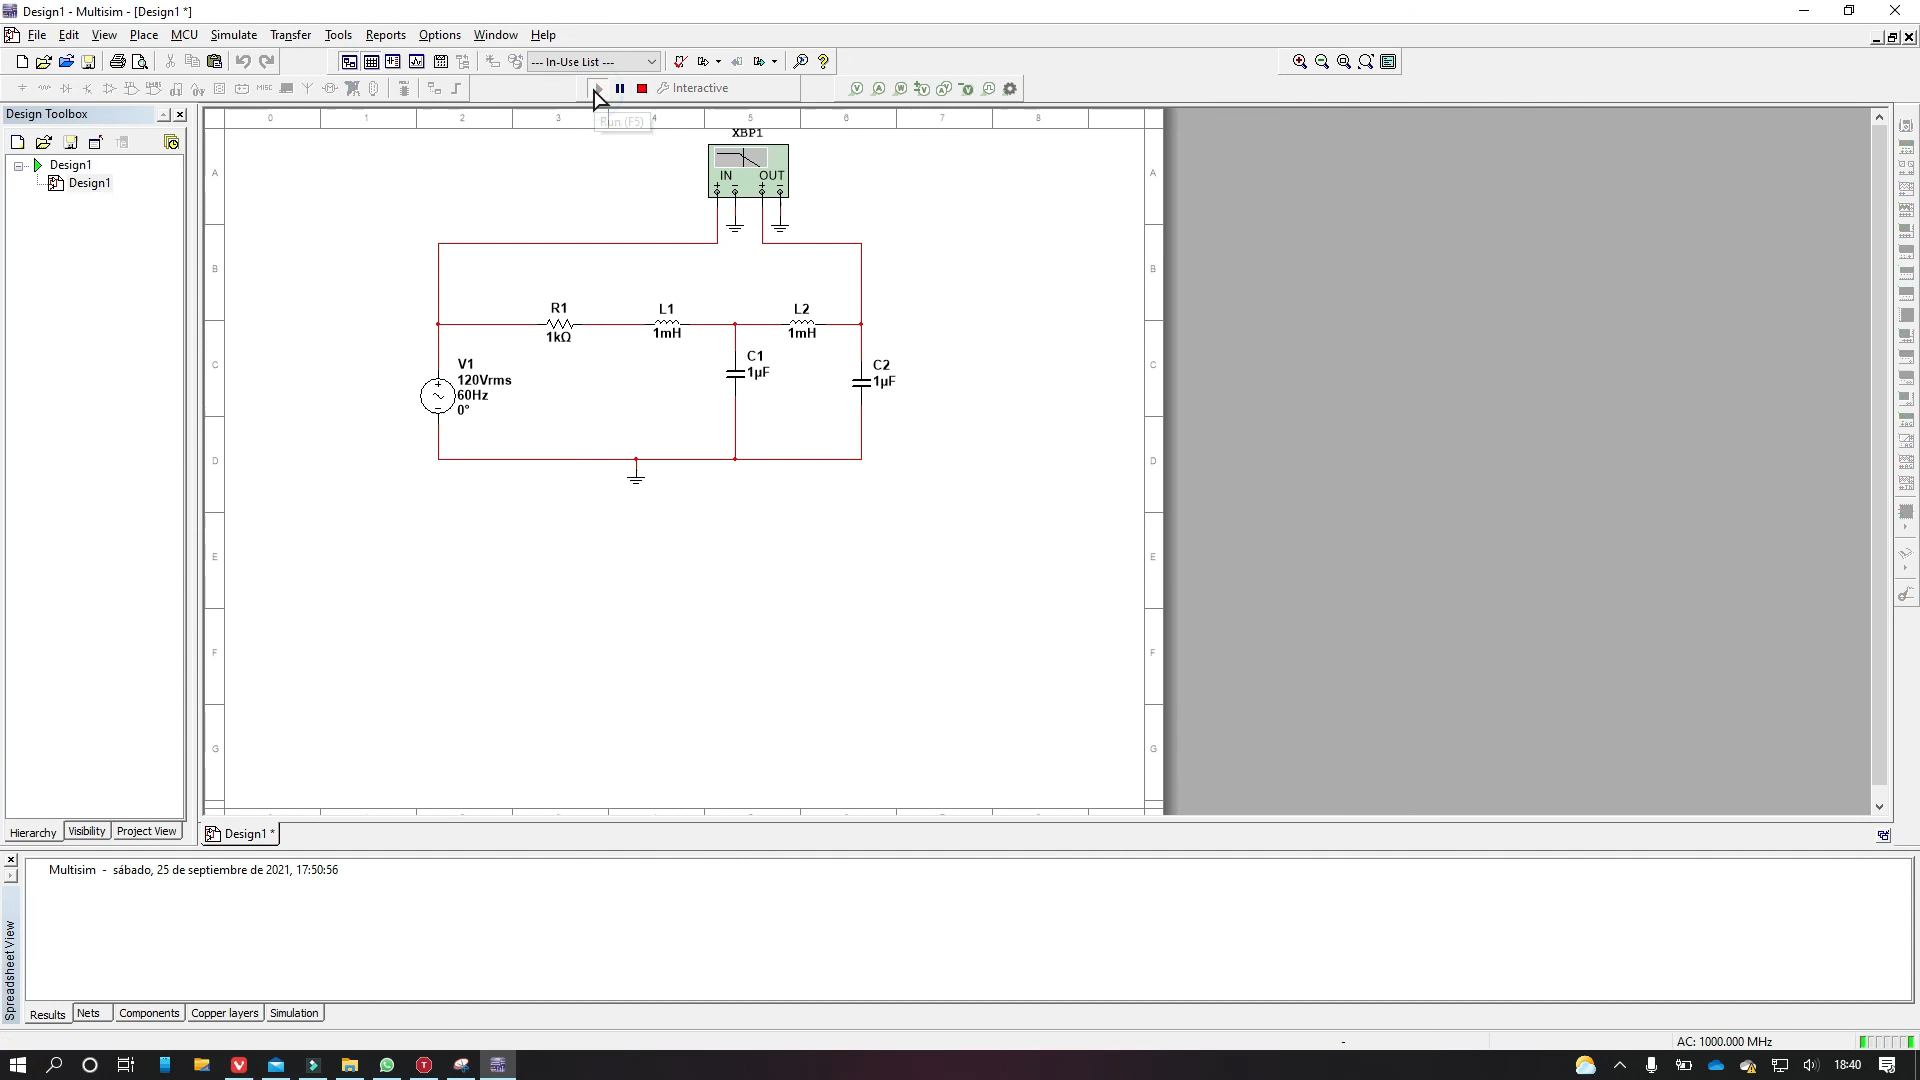 Design1 - Multisim - [Design1 *]
File Edit View Place MCU Simulate Transfer Tools Reports Options Window Help
--- In-Use List ---
MISC Interactive
Design Toolbox
Run (F5)
0 1 2 3 4 5 6 7 8
XBP1
IN OUT
Design1
Design1
A A
B B
C C
D D
E E
F F
G G
R1
1kΩ
L1
1mH
L2
1mH
C1
1µF
C2
1µF
V1
120Vrms
60Hz
0°
Hierarchy Visibility Project View
Design1 *
Multisim - sábado, 25 de septiembre de 2021, 17:50:56
Spreadsheet View
Results Nets Components Copper layers Simulation
- AC: 1000.000 MHz
18:40